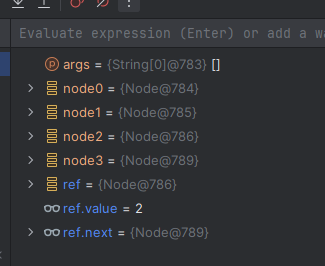 Evaluate expression (Enter) or add a wa
p args = {String[0]@783} []
node0 = {Node@784}
node1 = {Node@785}
node2 = {Node@786}
node3 = {Node@789}
ref = {Node@786}
ref.value = 2
ref.next = {Node@789}